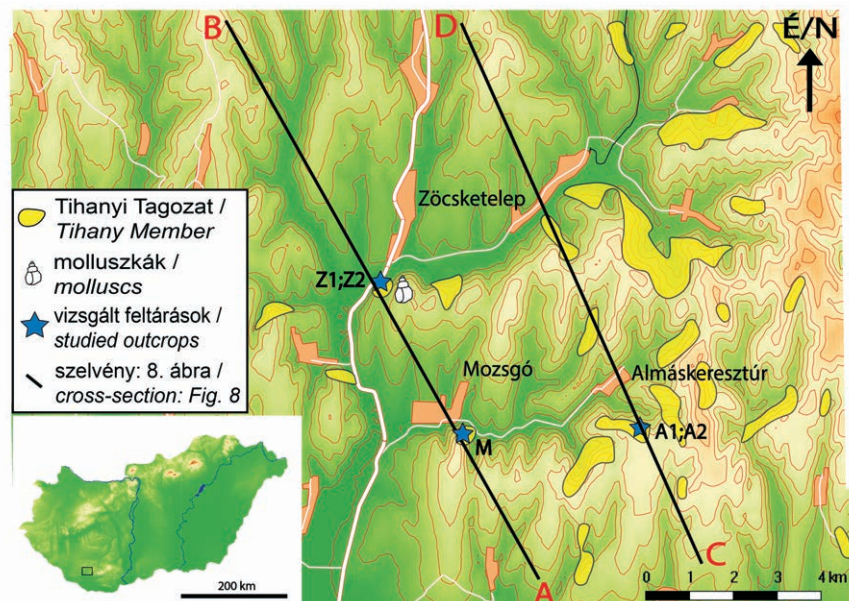 B
D
É/N
Zöcsketelep
Tihanyi Tagozat /
Tihany Member
molluszkák /
molluscs
vizsgált feltárások /
studied outcrops
szelvény: 8. ábra /
cross-section: Fig. 8
Z1;Z2
Mozsgó
Almáskeresztúr
M
A1;A2
200 km
A
C
0 1 2 3 4 km